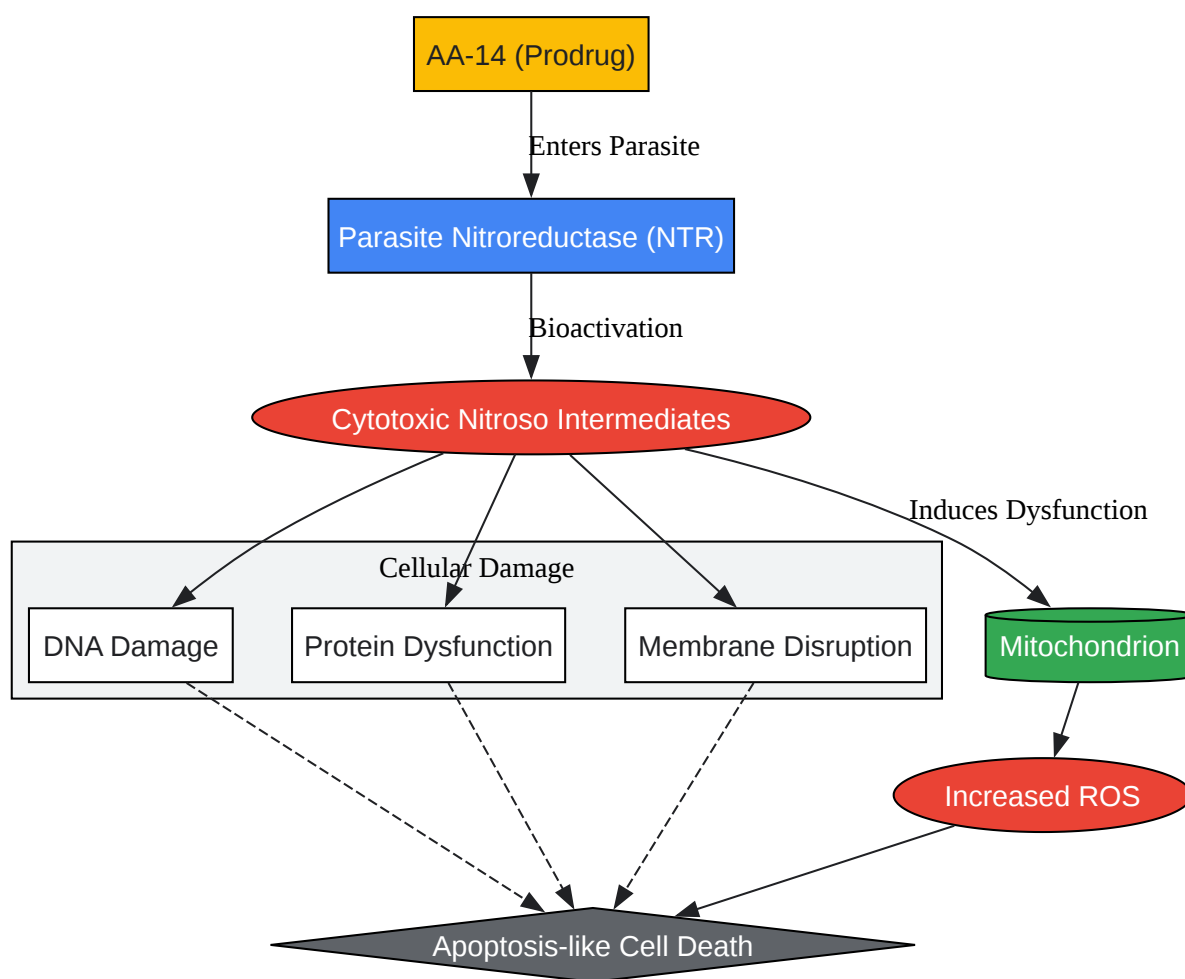 AA-14 (Prodrug)
Enters Parasite
Parasite Nitroreductase (NTR)
Bioactivation
Cytotoxic Nitroso Intermediates
Induces Dysfunction
Cellular Damage
DNA Damage
Protein Dysfunction
Membrane Disruption
Mitochondrion
Increased ROS
Apoptosis-like Cell Death